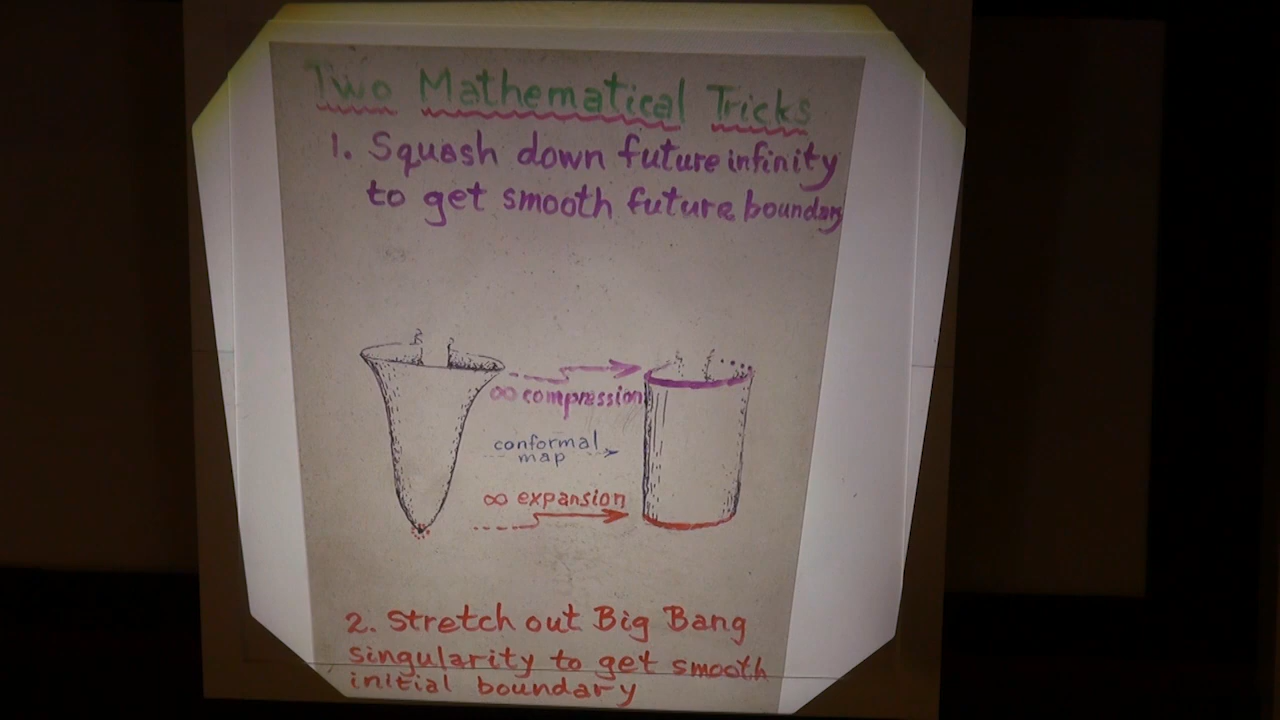 Two Mathematical Tricks
1. Squash down future infinity
to get smooth future boundary
∞ compression
conformal
map
∞ expansion
2. Stretch out Big Bang
singularity to get smooth
initial boundary